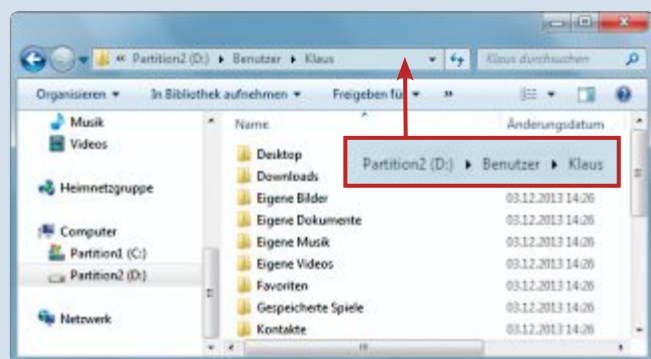 « Partition2 (D:) ▸ Benutzer ▸ Klaus
Klaus durchsuchen
Organisieren ▾ In Bibliothek aufnehmen ▾ Freigeben für ▾ »
Musik
Videos
Heimnetzgruppe
Computer
Partition1 (C:)
Partition2 (D:)
Netzwerk
Name Änderungsdatum
Desktop
Downloads
Eigene Bilder 03.12.2013 14:26
Eigene Dokumente 03.12.2013 14:26
Eigene Musik 03.12.2013 14:26
Eigene Videos 03.12.2013 14:26
Favoriten 03.12.2013 14:26
Gespeicherte Spiele 03.12.2013 14:26
Kontakte 03.12.2013 14:26
Partition2 (D:) ▸ Benutzer ▸ Klaus